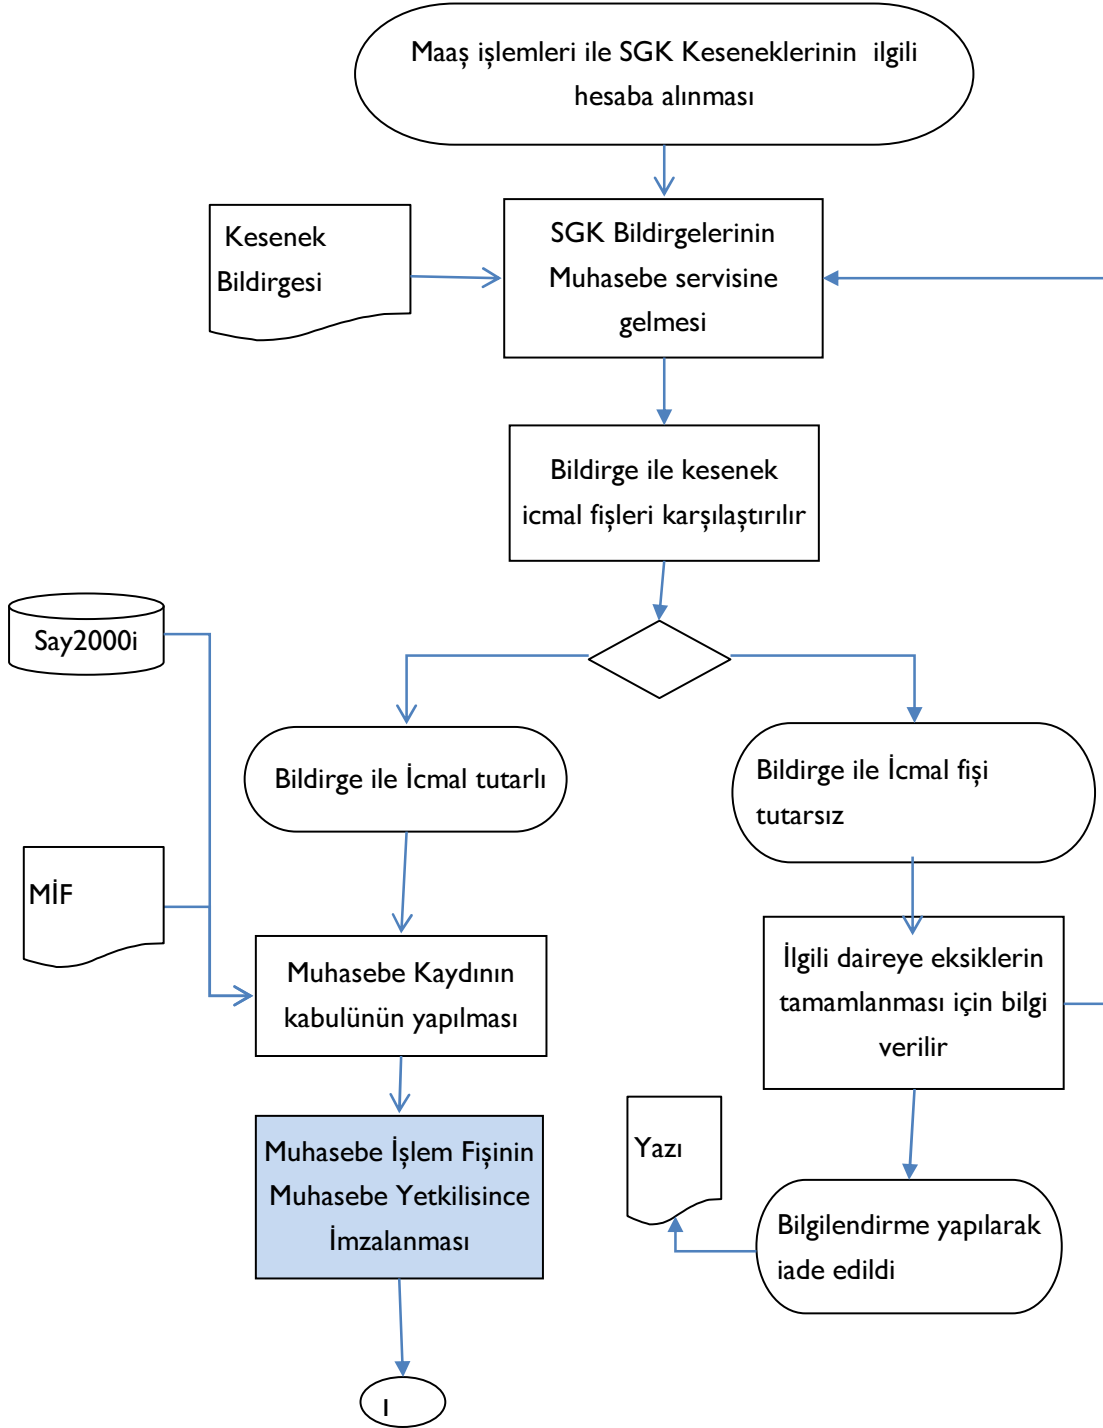 Maaş işlemleri ile SGK Keseneklerinin ilgili
hesaba alınması
Kesenek
Bildirgesi
SGK Bildirgelerinin
Muhasebe servisine
gelmesi
Bildirge ile kesenek
icmal fişleri karşılaştırılır
Say2000i
Bildirge ile İcmal tutarlı
Bildirge ile İcmal fişi
tutarsız
MİF
Muhasebe Kaydının
kabulünün yapılması
İlgili daireye eksiklerin
tamamlanması için bilgi
verilir
Muhasebe İşlem Fişinin
Muhasebe Yetkilisince
İmzalanması
Yazı
Bilgilendirme yapılarak
iade edildi
1